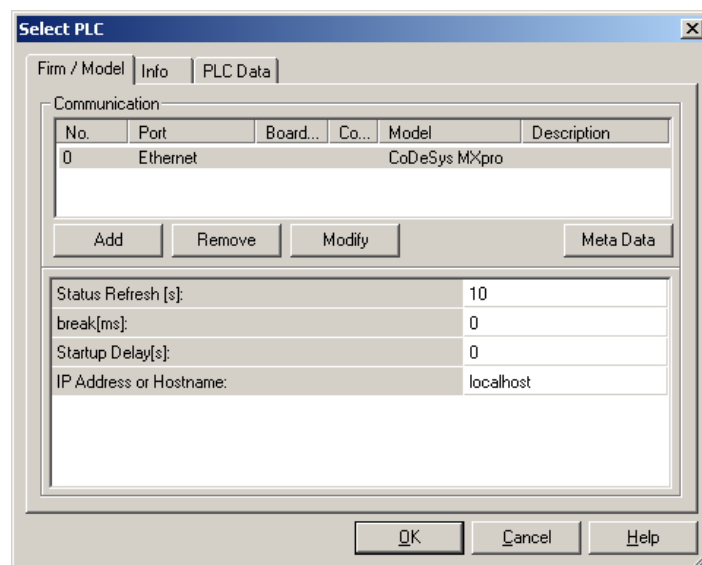 Select PLC
Firm / Model Info PLC Data
Communication
No. Port Board... Co... Model Description
0 Ethernet CoDeSys MXpro
Add Remove Modify Meta Data
Status Refresh [s]: 10
break[ms]: 0
Startup Delay[s]: 0
IP Address or Hostname: localhost
OK Cancel Help